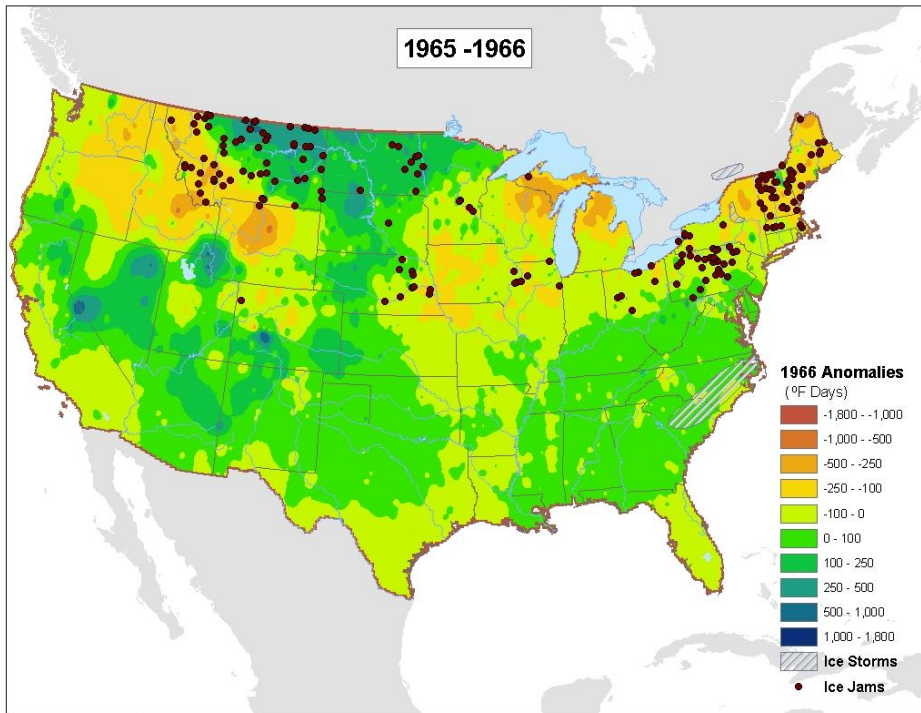 1965 -1966
1966 Anomalies
(ºF Days)
-1,800 - -1,000
-1,000 - -500
-500 - -250
-250 - -100
-100 - 0
0 - 100
100 - 250
250 - 500
500 - 1,000
1,000 - 1,800
Ice Storms
Ice Jams